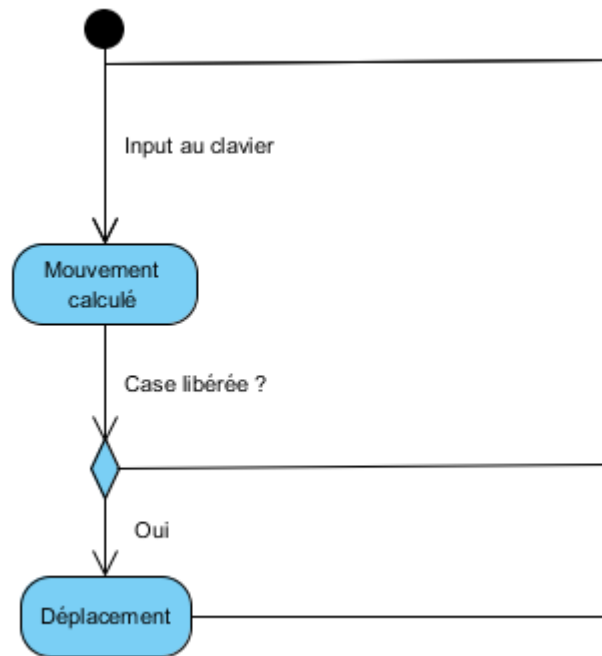 Input au clavier
Mouvement
calculé
Case libérée ?
Oui
Déplacement